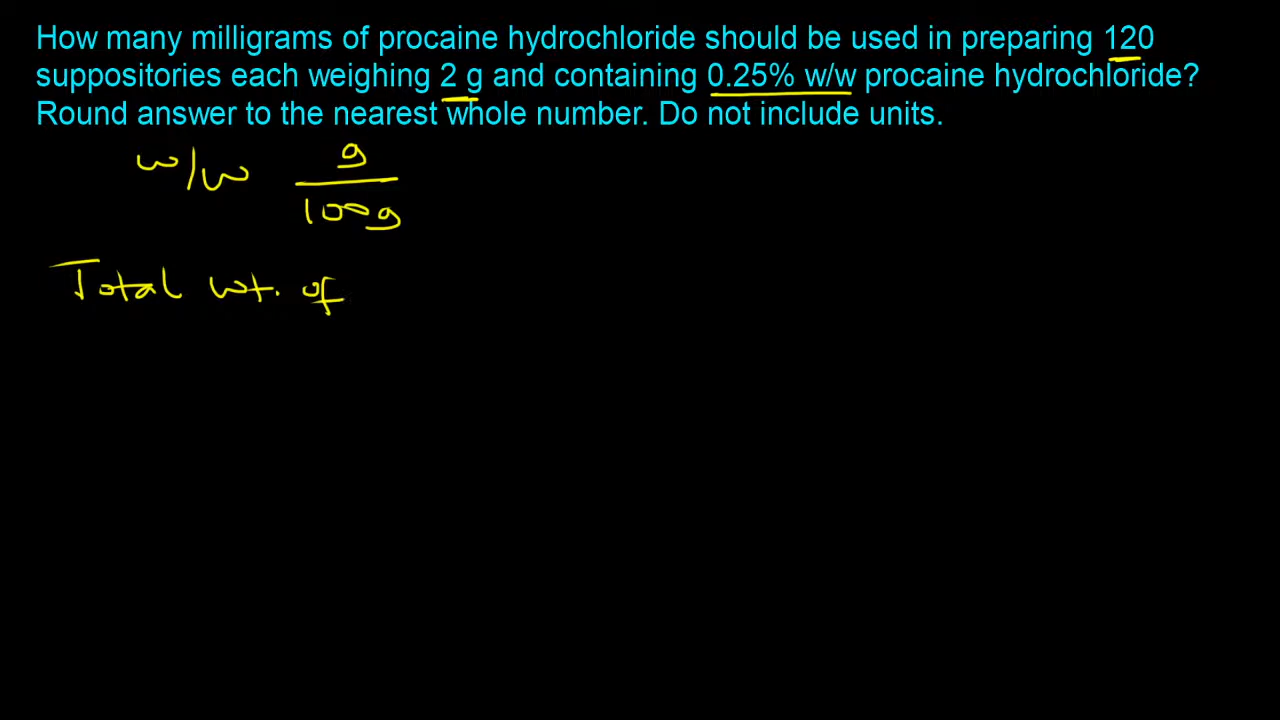 How many milligrams of procaine hydrochloride should be used in preparing 120
suppositories each weighing 2 g and containing 0.25% w/w procaine hydrochloride?
Round answer to the nearest whole number. Do not include units.
w/w g
100g
Total wt. of